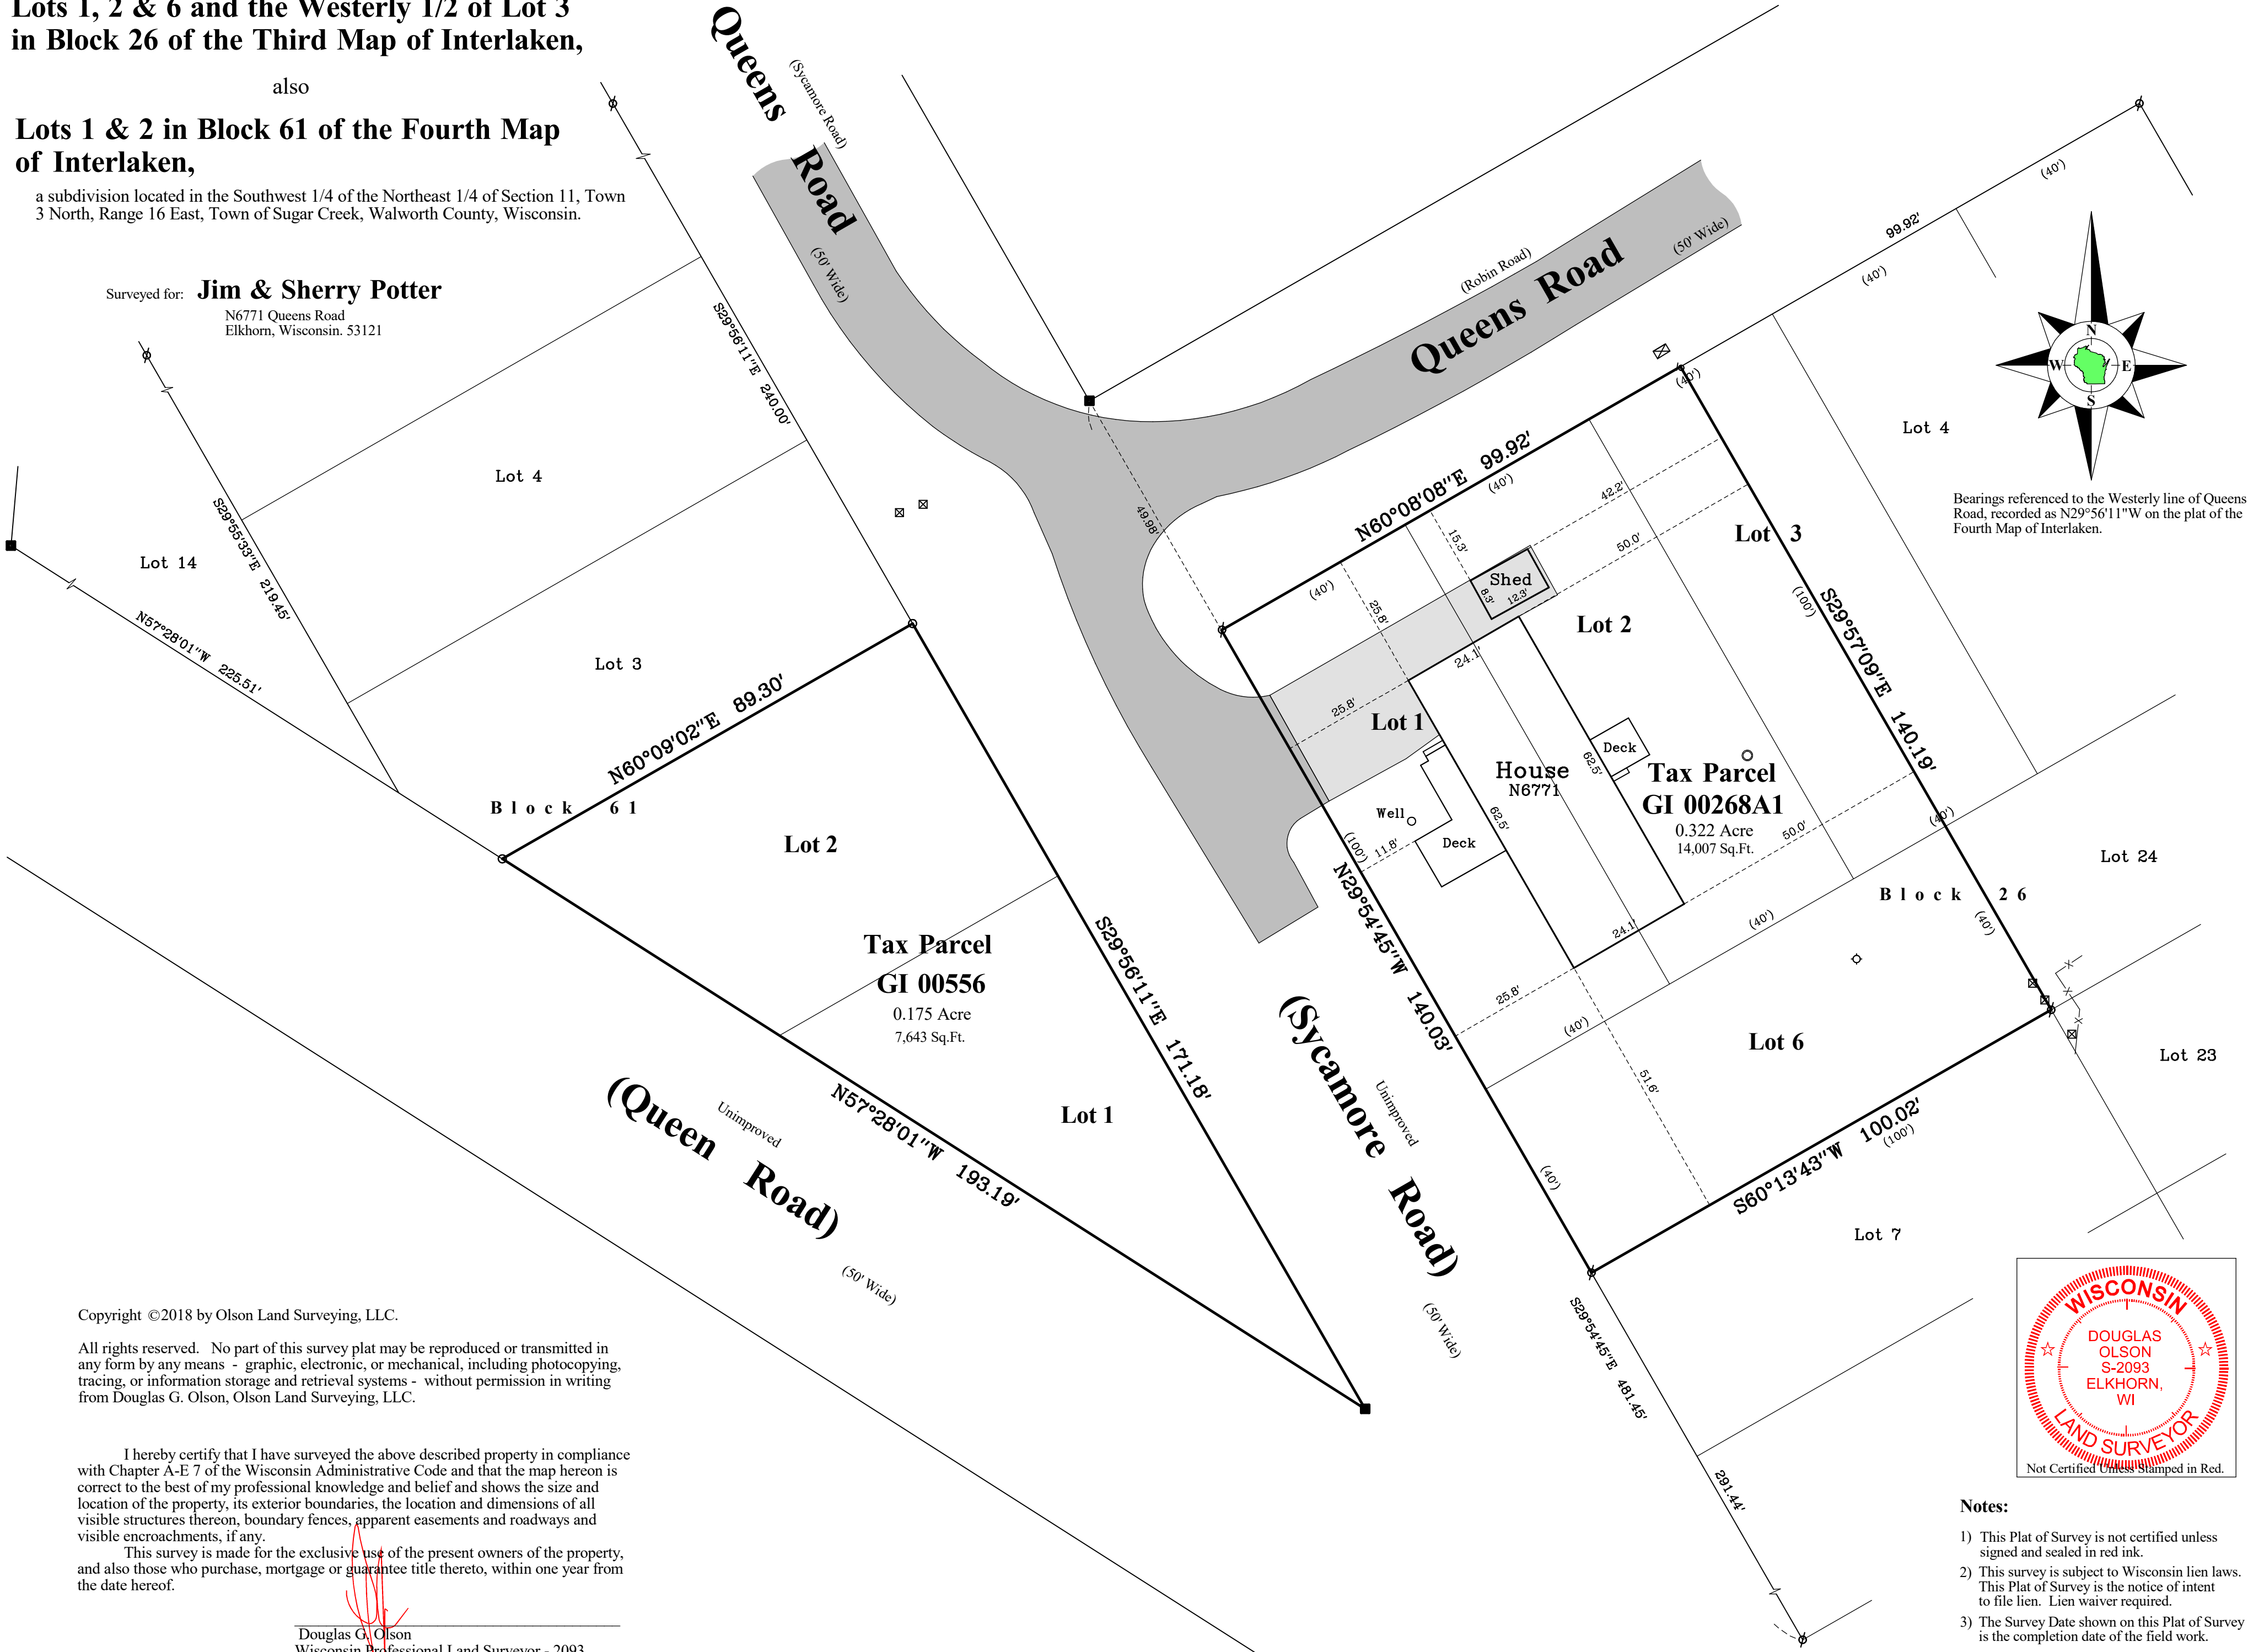 Lots 1, 2 & 6 and the Westerly 1/2 of Lot 3
in Block 26 of the Third Map of Interlaken,
also
Lots 1 & 2 in Block 61 of the Fourth Map
of Interlaken,
a subdivision located in the Southwest 1/4 of the Northeast 1/4 of Section 11, Town
3 North, Range 16 East, Town of Sugar Creek, Walworth County, Wisconsin.
Surveyed for: Jim & Sherry Potter
N6771 Queens Road
Elkhorn, Wisconsin. 53121
Queens Road
(Sycamore Road)
(50' Wide)
S29°56'11"E 240.00'
Lot 4
Lot 14
S29°55'33"E 219.45'
N57°28'01"W 225.51'
Lot 3
N60°09'02"E 89.30'
Block 61
Lot 2
Tax Parcel
GI 00556
0.175 Acre
7,643 Sq.Ft.
S29°56'11"E 171.18'
Lot 1
N57°28'01"W 193.19'
(Queen Road)
Unimproved
(50' Wide)
(Robin Road)
Queens Road
(50' Wide)
49.98'
N60°08'08"E 99.92'
(40')
(40')
(40')
99.92'
(40')
(40')
Lot 4
N
W
E
S
Bearings referenced to the Westerly line of Queens
Road, recorded as N29°56'11"W on the plat of the
Fourth Map of Interlaken.
15.3'
42.2'
50.0'
25.8'
Shed
8.3'
12.3'
Lot 3
Lot 2
(100')
S29°57'09"E 140.19'
24.1'
25.8'
Lot 1
Deck
62.5'
House
N6771
Tax Parcel
GI 00268A1
0.322 Acre
14,007 Sq.Ft.
Well
62.5'
Deck
(100')
11.8'
50.0'
(40')
N29°54'45"W 140.03'
Lot 24
Block 26
(40')
(40')
24.1'
25.8'
(40')
Lot 6
51.6'
X
X
X
Lot 23
(Sycamore Road)
Unimproved
(50' Wide)
(40')
S60°13'43"W 100.02'
(100')
Lot 7
S29°54'45"E 481.45'
291.44'
WISCONSIN
DOUGLAS
OLSON
S-2093
ELKHORN,
WI
LAND SURVEYOR
Not Certified Unless Stamped in Red.
Notes:
1) This Plat of Survey is not certified unless
signed and sealed in red ink.
2) This survey is subject to Wisconsin lien laws.
This Plat of Survey is the notice of intent
to file lien. Lien waiver required.
3) The Survey Date shown on this Plat of Survey
is the completion date of the field work.
Copyright ©2018 by Olson Land Surveying, LLC.
All rights reserved. No part of this survey plat may be reproduced or transmitted in
any form by any means - graphic, electronic, or mechanical, including photocopying,
tracing, or information storage and retrieval systems - without permission in writing
from Douglas G. Olson, Olson Land Surveying, LLC.
I hereby certify that I have surveyed the above described property in compliance
with Chapter A-E 7 of the Wisconsin Administrative Code and that the map hereon is
correct to the best of my professional knowledge and belief and shows the size and
location of the property, its exterior boundaries, the location and dimensions of all
visible structures thereon, boundary fences, apparent easements and roadways and
visible encroachments, if any.
This survey is made for the exclusive use of the present owners of the property,
and also those who purchase, mortgage or guarantee title thereto, within one year from
the date hereof.
Douglas G. Olson
Wisconsin Professional Land Surveyor - 2093